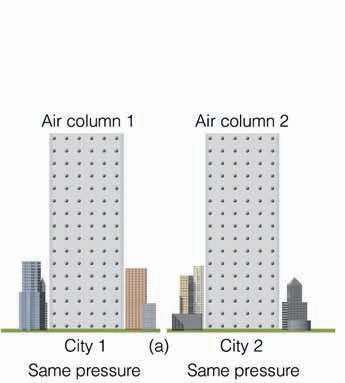 Air column 1
Air column 2
City 1
(a)
City 2
Same pressure
Same pressure